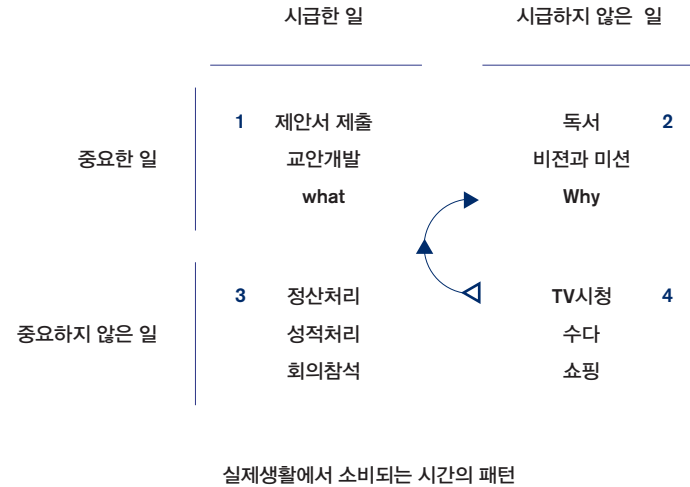 시급한 일 시급하지 않은 일
1 제안서 제출 독서 2
중요한 일 교안개발 비젼과 미션
what Why
3 정산처리 TV시청 4
중요하지 않은 일 성적처리 수다
회의참석 쇼핑
실제생활에서 소비되는 시간의 패턴